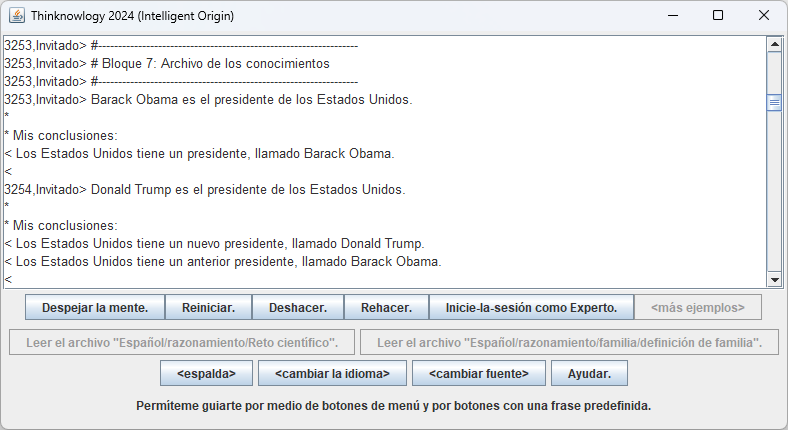 Thinknowlogy 2024 (Intelligent Origin)
3253,Invitado> #-----------------------------------------------------------------
3253,Invitado> # Bloque 7: Archivo de los conocimientos
3253,Invitado> #-----------------------------------------------------------------
3253,Invitado> Barack Obama es el presidente de los Estados Unidos.
*
* Mis conclusiones:
< Los Estados Unidos tiene un presidente, llamado Barack Obama.
<
3254,Invitado> Donald Trump es el presidente de los Estados Unidos.
*
* Mis conclusiones:
< Los Estados Unidos tiene un nuevo presidente, llamado Donald Trump.
< Los Estados Unidos tiene un anterior presidente, llamado Barack Obama.
<
Despejar la mente. Reiniciar. Deshacer. Rehacer. Inicie-la-sesión como Experto. <más ejemplos>
Leer el archivo "Español/razonamiento/Reto científico". Leer el archivo "Español/razonamiento/familia/definición de familia".
<espalda> <cambiar la idioma> <cambiar fuente> Ayudar.
Permíteme guiarte por medio de botones de menú y por botones con una frase predefinida.